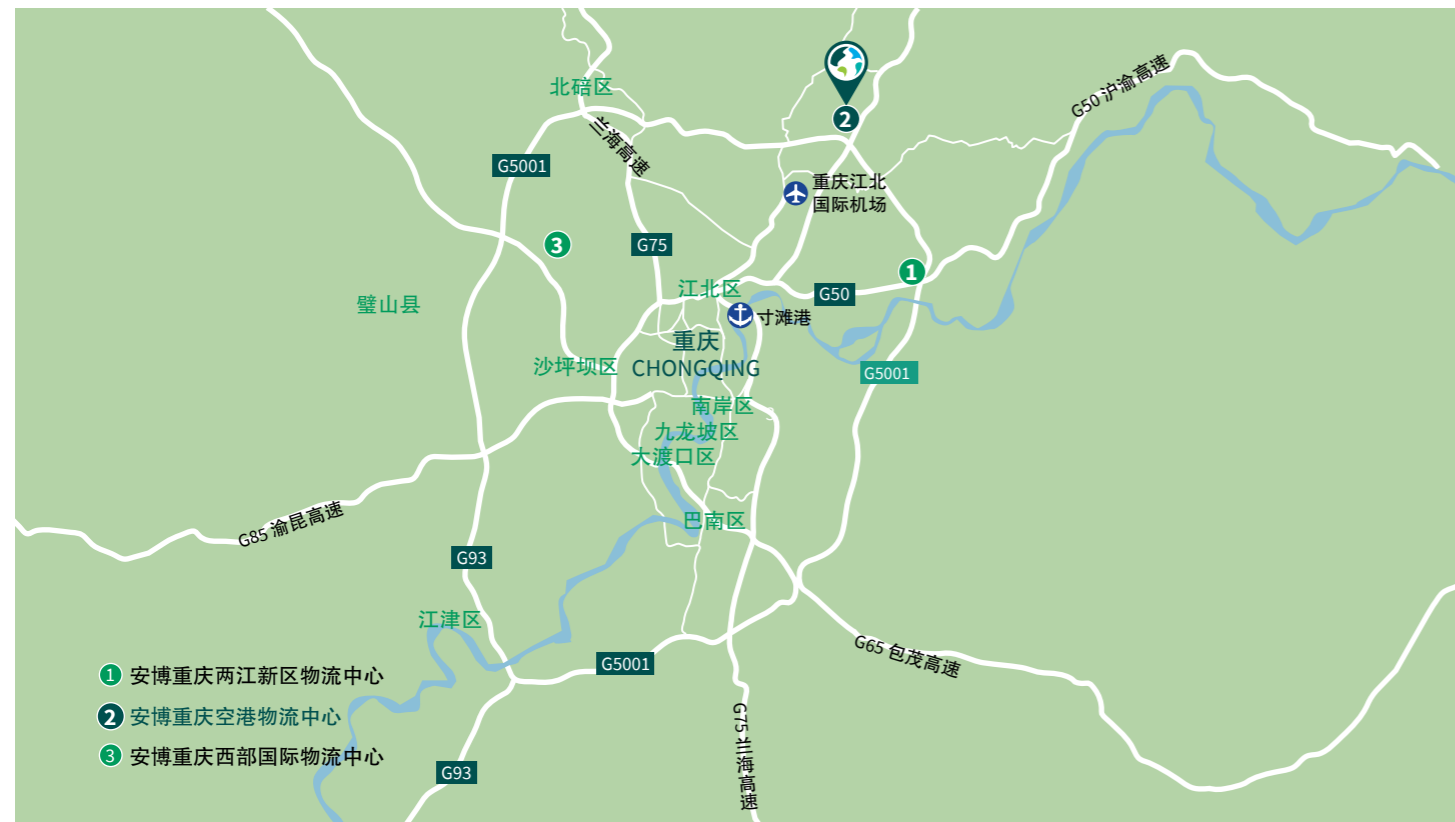 北碚区
2
G50 沪渝高速
兰海高速
G5001
重庆江北
国际机场
3
G75
1
江北区
G50
璧山县
寸滩港
重庆
CHONGQING
沙坪坝区
G5001
南岸区
九龙坡区
大渡口区
G85 渝昆高速
巴南区
G93
江津区
G65 包茂高速
G5001
1 安博重庆两江新区物流中心
2 安博重庆空港物流中心
3 安博重庆西部国际物流中心
G75 兰海高速
G93